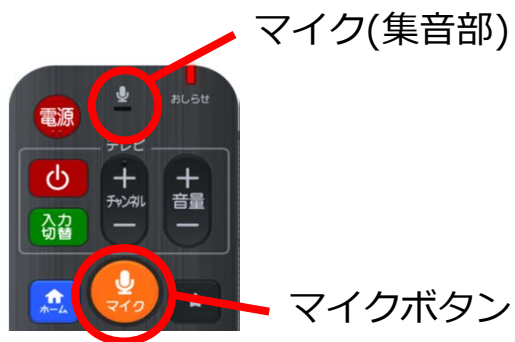 マイク(集音部)
おしらせ
電源
テレビ
+
チャンネル
−
+
音量
−
入力
切替
ホーム
マイク
マイクボタン